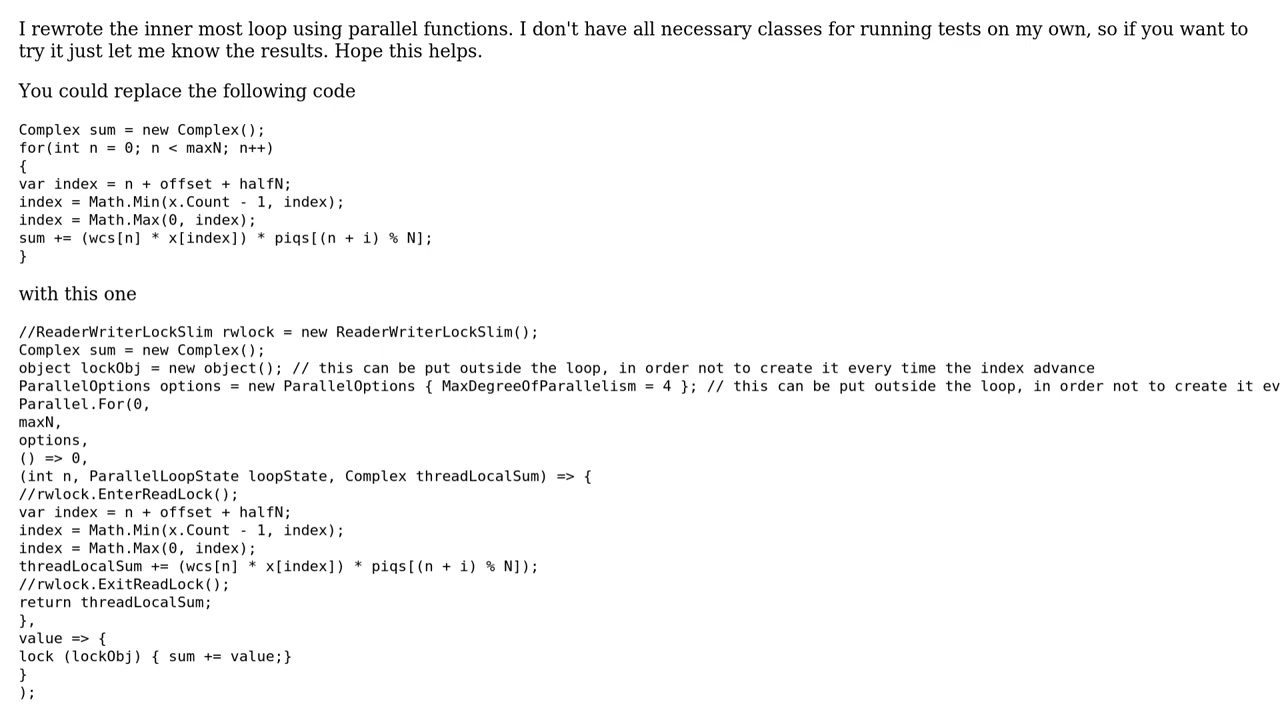 I rewrote the inner most loop using parallel functions. I don't have all necessary classes for running tests on my own, so if you want to
try it just let me know the results. Hope this helps.
You could replace the following code
Complex sum = new Complex();
for(int n = 0; n < maxN; n++)
{
var index = n + offset + halfN;
index = Math.Min(x.Count - 1, index);
index = Math.Max(0, index);
sum += (wcs[n] * x[index]) * piqs[(n + i) % N];
}
with this one
//ReaderWriterLockSlim rwlock = new ReaderWriterLockSlim();
Complex sum = new Complex();
object lockObj = new object(); // this can be put outside the loop, in order not to create it every time the index advance
ParallelOptions options = new ParallelOptions { MaxDegreeOfParallelism = 4 }; // this can be put outside the loop, in order not to create it ev
Parallel.For(0,
maxN,
options,
() => 0,
(int n, ParallelLoopState loopState, Complex threadLocalSum) => {
//rwlock.EnterReadLock();
var index = n + offset + halfN;
index = Math.Min(x.Count - 1, index);
index = Math.Max(0, index);
threadLocalSum += (wcs[n] * x[index]) * piqs[(n + i) % N]);
//rwlock.ExitReadLock();
return threadLocalSum;
},
value => {
lock (lockObj) { sum += value;}
}
);